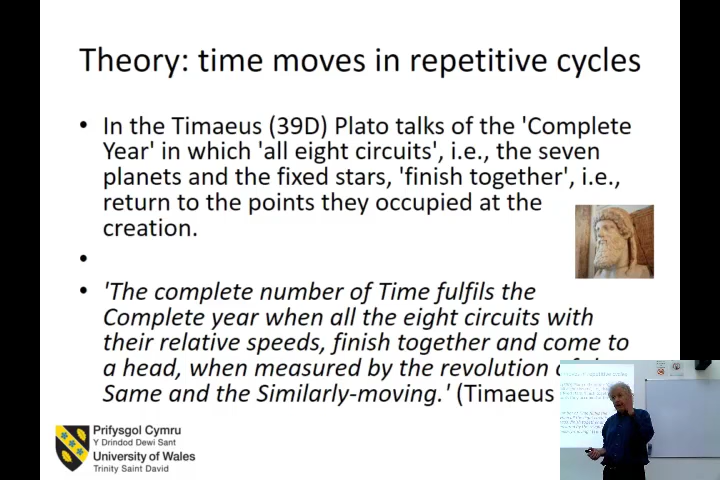 Theory: time moves in repetitive cycles
• In the Timaeus (39D) Plato talks of the 'Complete
Year' in which 'all eight circuits', i.e., the seven
planets and the fixed stars, 'finish together', i.e.,
return to the points they occupied at the
creation.
•
• 'The complete number of Time fulfils the
Complete year when all the eight circuits with
their relative speeds, finish together and come to
a head, when measured by the revolution of
Same and the Similarly-moving.' (Timaeus
Prifysgol Cymru
Y Drindod Dewi Sant
University of Wales
Trinity Saint David